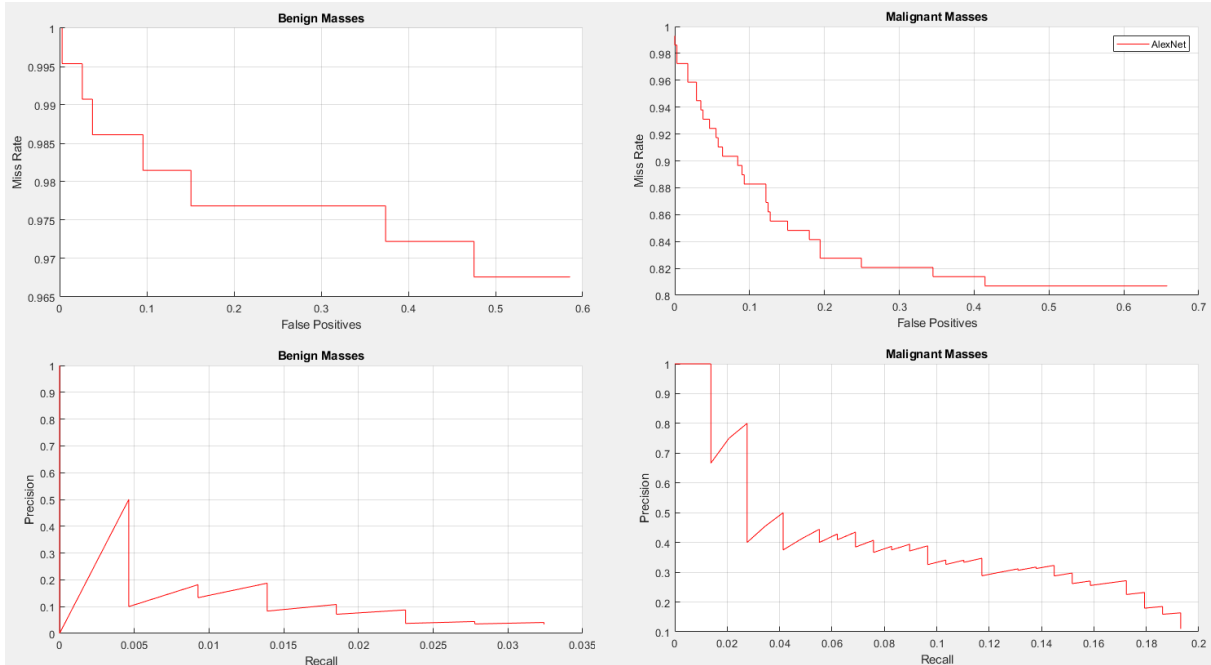 Benign Masses
1
0.995
0.99
0.985
0.98
0.975
0.97
0.965
Miss Rate
0 0.1 0.2 0.3 0.4 0.5 0.6
False Positives
Malignant Masses
AlexNet
1
0.98
0.96
0.94
0.92
0.9
0.88
0.86
0.84
0.82
0.8
Miss Rate
0 0.1 0.2 0.3 0.4 0.5 0.6 0.7
False Positives
Benign Masses
1
0.9
0.8
0.7
0.6
0.5
0.4
0.3
0.2
0.1
0
Precision
0 0.005 0.01 0.015 0.02 0.025 0.03 0.035
Recall
Malignant Masses
1
0.9
0.8
0.7
0.6
0.5
0.4
0.3
0.2
0.1
Precision
0 0.02 0.04 0.06 0.08 0.1 0.12 0.14 0.16 0.18 0.2
Recall